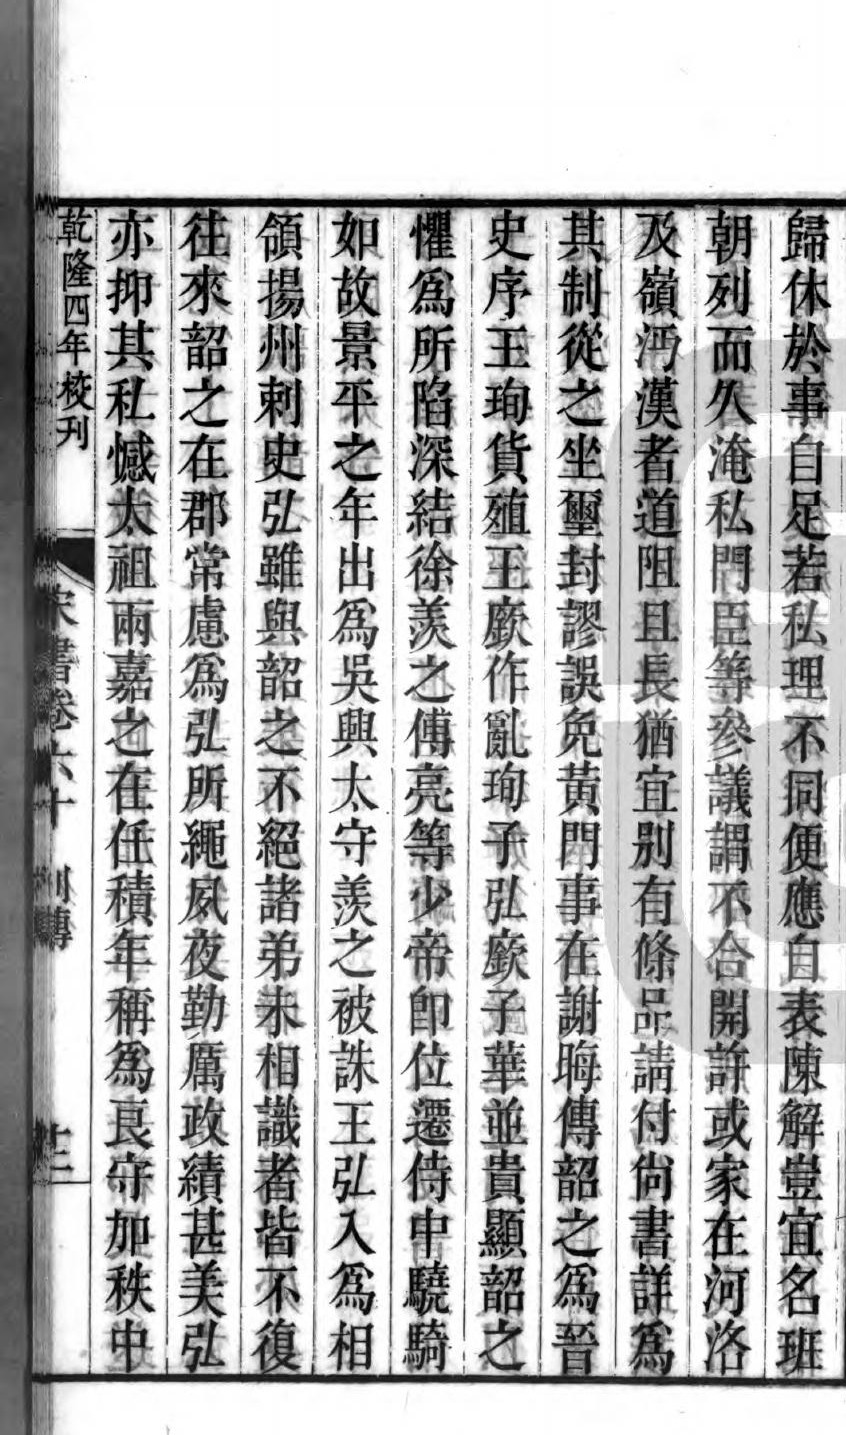 歸休於事自足若私理不同便應自表陳解豈宜名班
朝列而久淹私門臣等參議謂不合開許或家在河洛
及嶺沔漢者道阻且長猶宜別有條品請付尙書詳爲
其制從之坐璽封謬誤免黃門事在謝晦傳韶之爲晉
史序王珣貨殖王廞作亂珣子弘廞子華並貴顯韶之
懼爲所陷深結徐羨之傅亮等少帝卽位遷侍中驍騎
如故景平之年出爲吳興太守羨之被誅王弘入爲相
領揚州刺史弘雖與韶之不絕諸弟未相識者皆不復
往來韶之在郡常慮爲弘所繩夙夜勤厲政績甚美弘
亦抑其私憾太祖兩嘉之在任積年稱爲良守加秩中
乾隆四年校刊
宋書卷六十 列傳